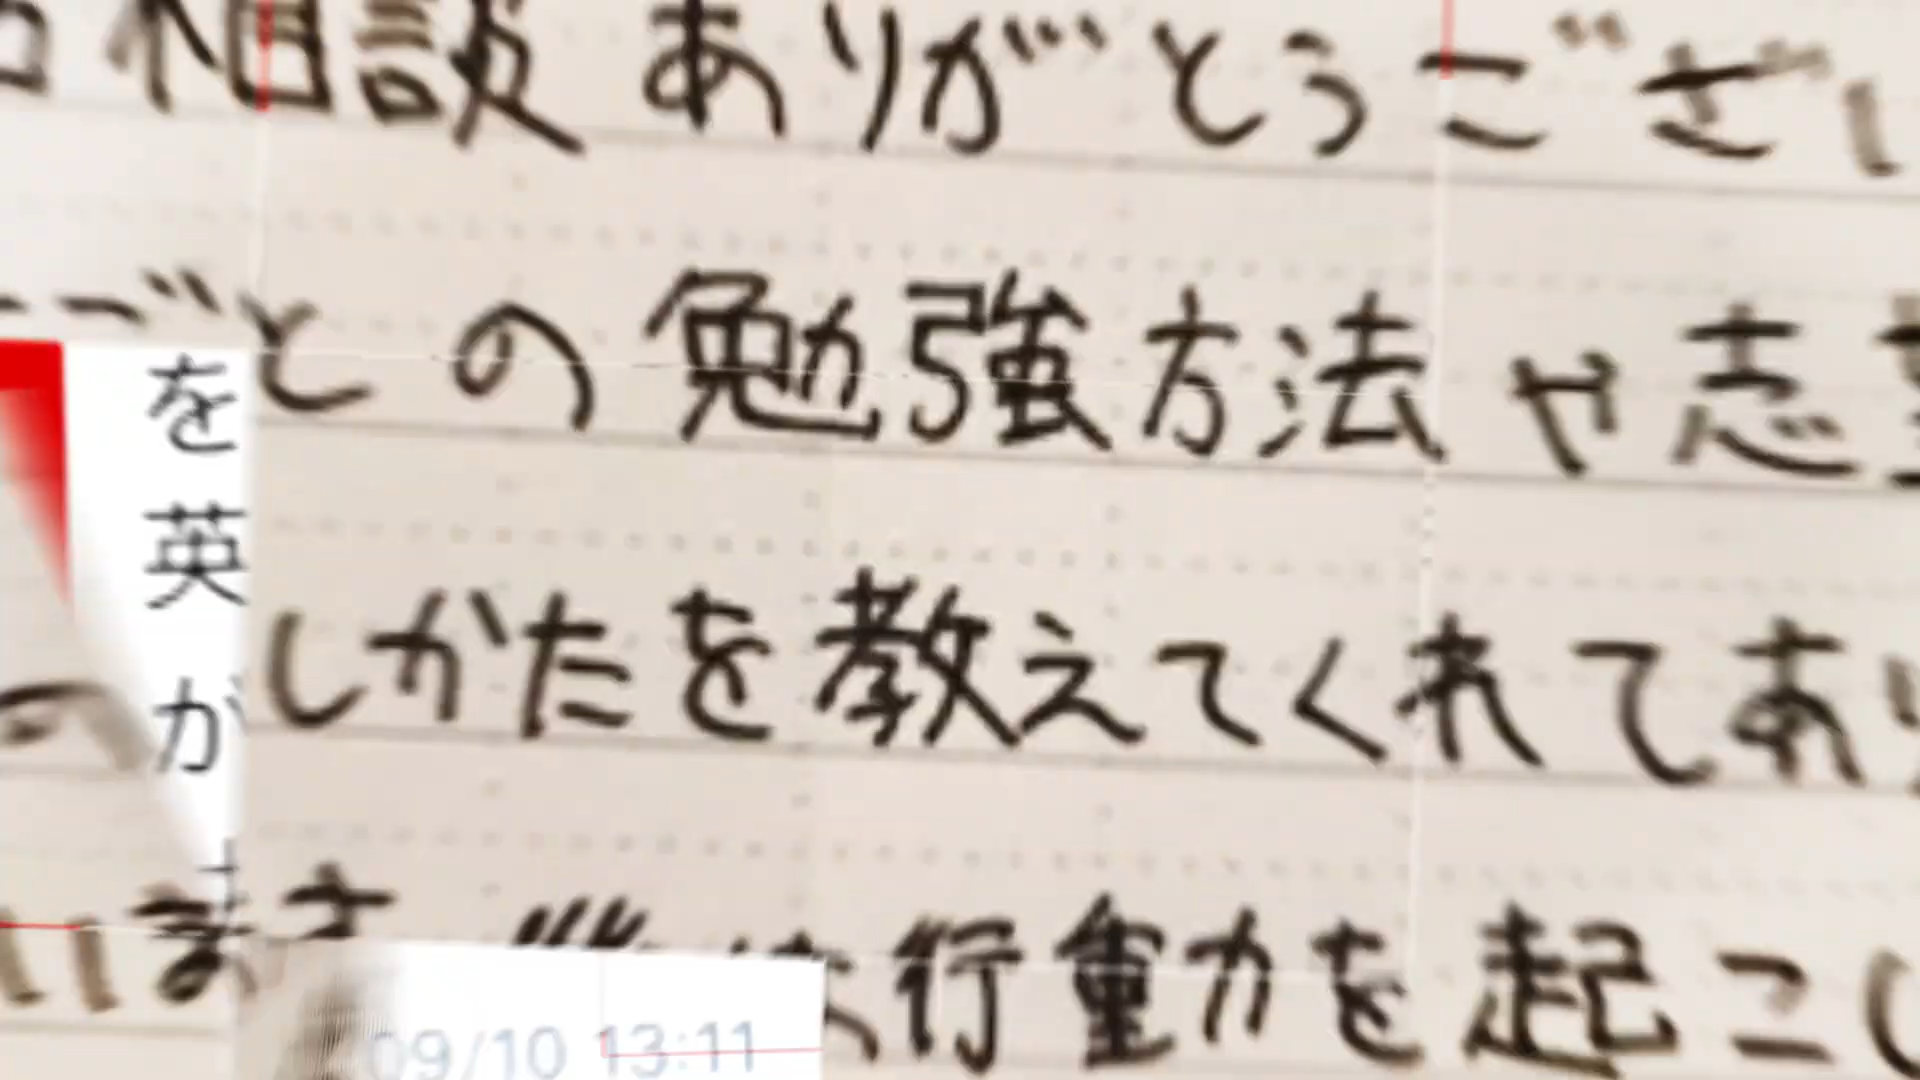 相談ありがとうござい
ごとの勉強方法や志
しかたを教えてくれてあり
います
行動力を起こし
を英が
09/10 13:11